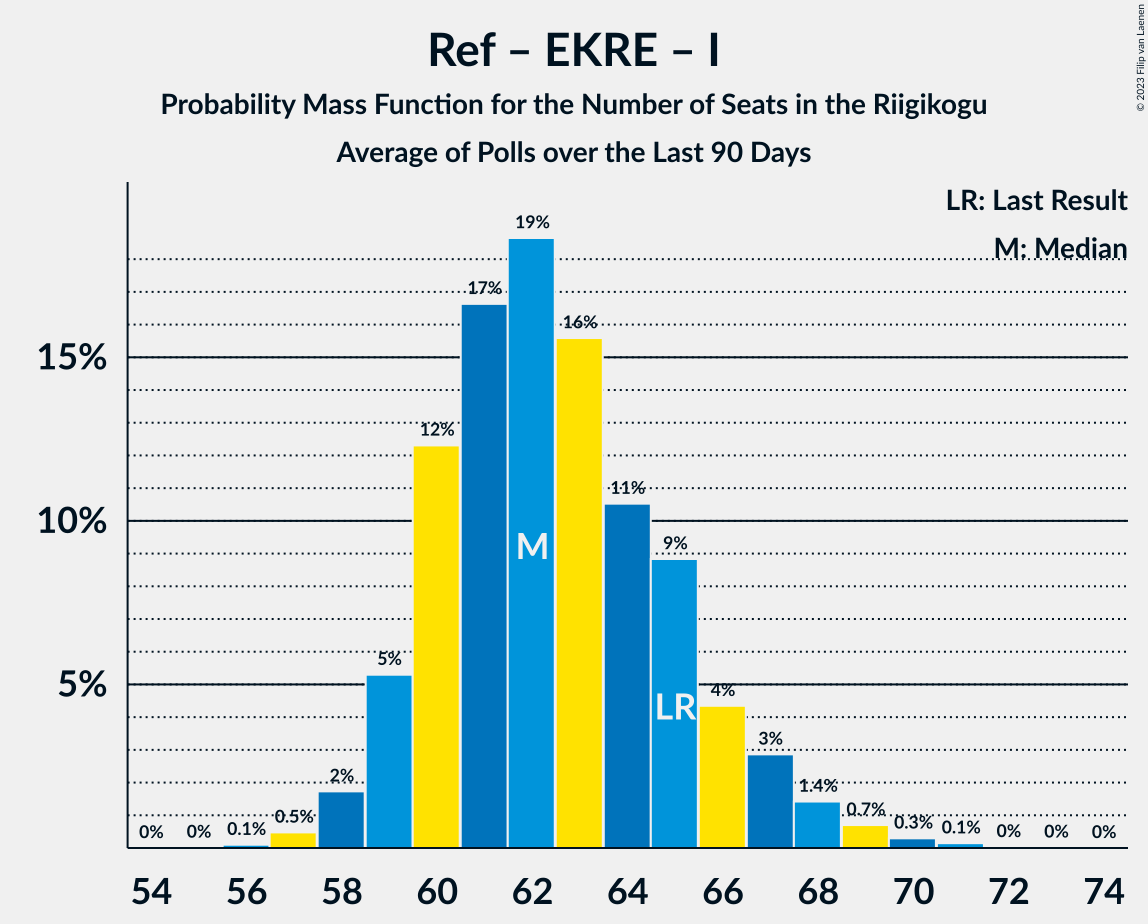 Ref – EKRE – I
Probability Mass Function for the Number of Seats in the Riigikogu
Average of Polls over the Last 90 Days
© 2023 Filip van Laenen
LR: Last Result
M: Median
15%
10%
5%
0%
0%
0.1%
0.5%
2%
5%
12%
17%
19%
16%
11%
9%
4%
3%
1.4%
0.7%
0.3%
0.1%
0%
0%
0%
M
LR
54 56 58 60 62 64 66 68 70 72 74